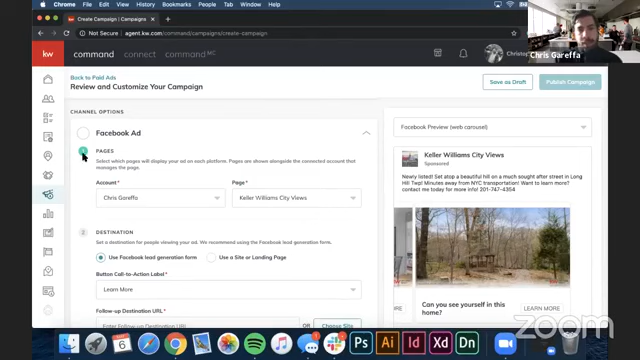 Chrome File Edit View History Bookmarks People Tab Window Help
Create Campaign | Campaigns
Not Secure | agent.kw.com/command/campaigns/create-campaign
kw command connect command MC
Chris Gareffa
Back to Paid Ads
Review and Customize Your Campaign
Save as Draft
Publish Campaign
CHANNEL OPTIONS
Facebook Ad
PAGES
Select which pages will display your ad on each platform. Pages are shown alongside the connected account that
manages the page.
Account *
Page *
Chris Gareffa
Keller Williams City Views
2 DESTINATION
Set a destination for people viewing your ad. We recommend using the Facebook lead generation form.
Use Facebook lead generation form
Use a Site or Landing Page
Button Call-to-Action Label *
Learn More
Follow-up Destination URL *
Enter Follow-up Destination URL
OR
Choose Site
Facebook Preview (web carousel)
Keller Williams City Views
Sponsored
Newly listed! Set atop a beautiful hill on a much sought after street in Long
Hill Twp! Minutes away from NYC transportation! Want to learn more?
contact me today for more info! 201-747-4354
Can you see yourself in this
home?
LEARN MORE
zoom
6
Ps Ai Id Xd Dn